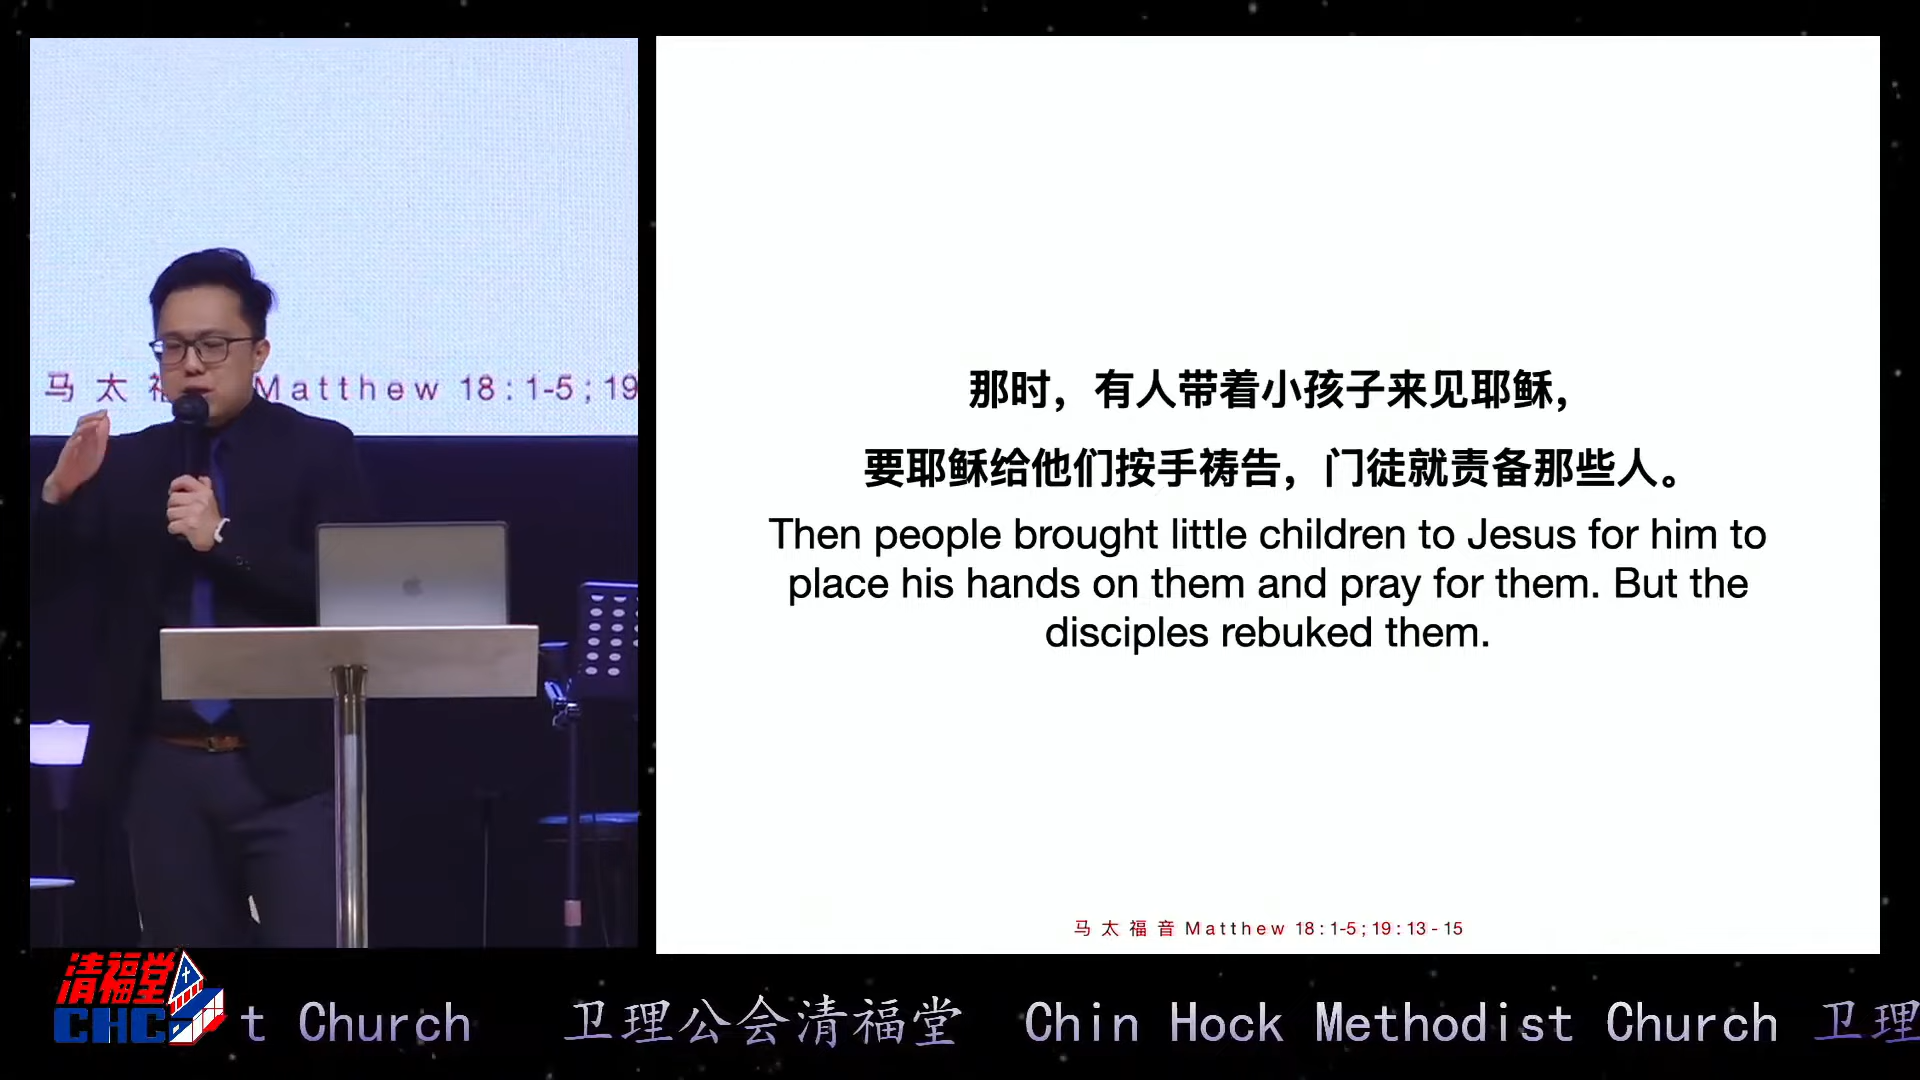 马 太 福 Matthew 18:1-5;19
那时，有人带着小孩子来见耶稣，
要耶稣给他们按手祷告，门徒就责备那些人。
Then people brought little children to Jesus for him to
place his hands on them and pray for them. But the
disciples rebuked them.
马 太 福 音 Matthew 18:1-5;19:13-15
清福堂
CHC
t Church 卫理公会清福堂 Chin Hock Methodist Church 卫理